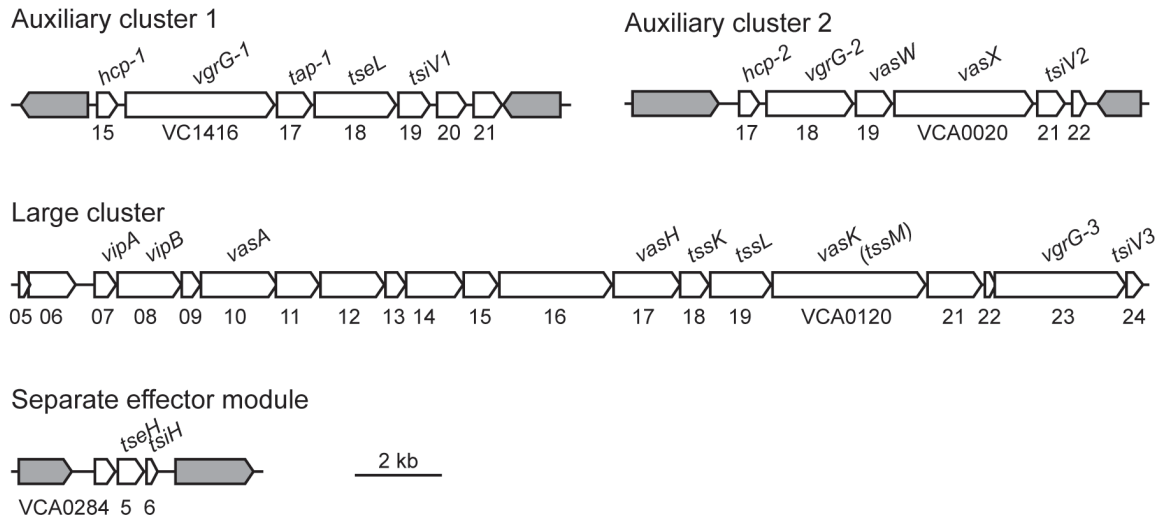 Auxiliary cluster 1
hcp-1 vgrG-1 tap-1 tseL tsiV1
15 VC1416 17 18 19 20 21
Auxiliary cluster 2
hcp-2 vgrG-2 vasW vasX tsiV2
17 18 19 VCA0020 21 22
Large cluster
vipA vipB vasA vasH tssK tssL vasK (tssM) vgrG-3 tsiV3
05 06 07 08 09 10 11 12 13 14 15 16 17 18 19 VCA0120 21 22 23 24
Separate effector module
tseH tsiH
VCA0284 5 6
2 kb